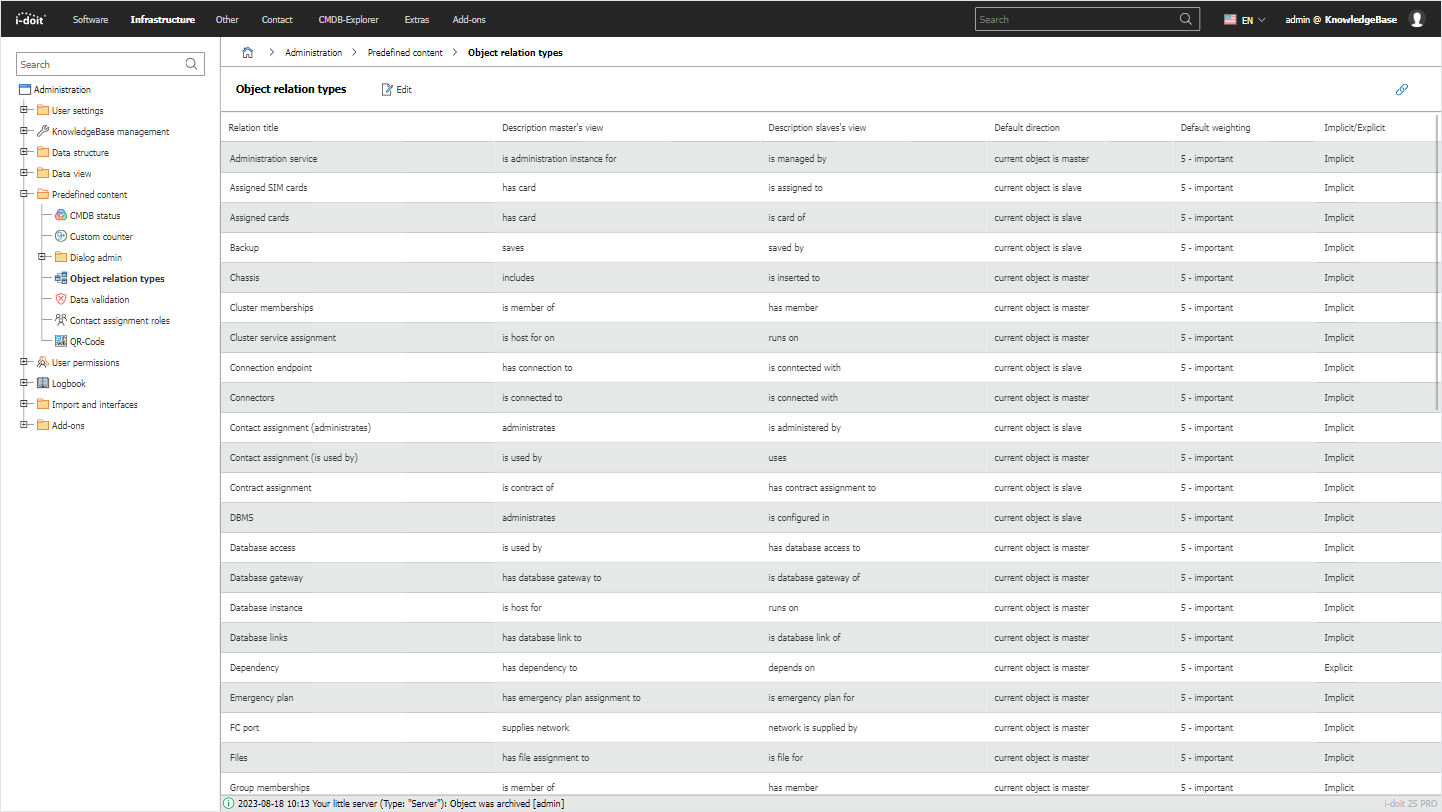 i-doit Software Infrastructure Other Contact CMDB-Explorer Extras Add-ons Search EN admin @ KnowledgeBase
Search
Administration
User settings
KnowledgeBase management
Data structure
Data view
Predefined content
CMDB status
Custom counter
Dialog admin
Object relation types
Data validation
Contact assignment roles
QR-Code
User permissions
Logbook
Import and interfaces
Add-ons
Administration Predefined content Object relation types
Object relation types Edit
Relation title Description master's view Description slaves's view Default direction Default weighting Implicit/Explicit
Administration service is administration instance for is managed by current object is master 5 - important Implicit
Assigned SIM cards has card is assigned to current object is slave 5 - important Implicit
Assigned cards has card is card of current object is slave 5 - important Implicit
Backup saves saved by current object is slave 5 - important Implicit
Chassis includes is inserted to current object is master 5 - important Implicit
Cluster memberships is member of has member current object is master 5 - important Implicit
Cluster service assignment is host for on runs on current object is master 5 - important Implicit
Connection endpoint has connection to is conntected with current object is slave 5 - important Implicit
Connectors is connected to is connected with current object is master 5 - important Implicit
Contact assignment (administrates) administrates is administered by current object is slave 5 - important Implicit
Contact assignment (is used by) is used by uses current object is master 5 - important Implicit
Contract assignment is contract of has contract assignment to current object is slave 5 - important Implicit
DBMS administrates is configured in current object is slave 5 - important Implicit
Database access is used by has database access to current object is master 5 - important Implicit
Database gateway has database gateway to is database gateway of current object is master 5 - important Implicit
Database instance is host for runs on current object is master 5 - important Implicit
Database links has database link to is database link of current object is master 5 - important Implicit
Dependency has dependency to depends on current object is master 5 - important Explicit
Emergency plan has emergency plan assignment to is emergency plan for current object is master 5 - important Implicit
FC port supplies network network is supplied by current object is master 5 - important Implicit
Files has file assignment to is file for current object is master 5 - important Implicit
Group memberships is member of has member current object is master 5 - important Implicit
2023-08-18 10:13 Your little server (Type: "Server"): Object was archived [admin] i-doit 25 PRO